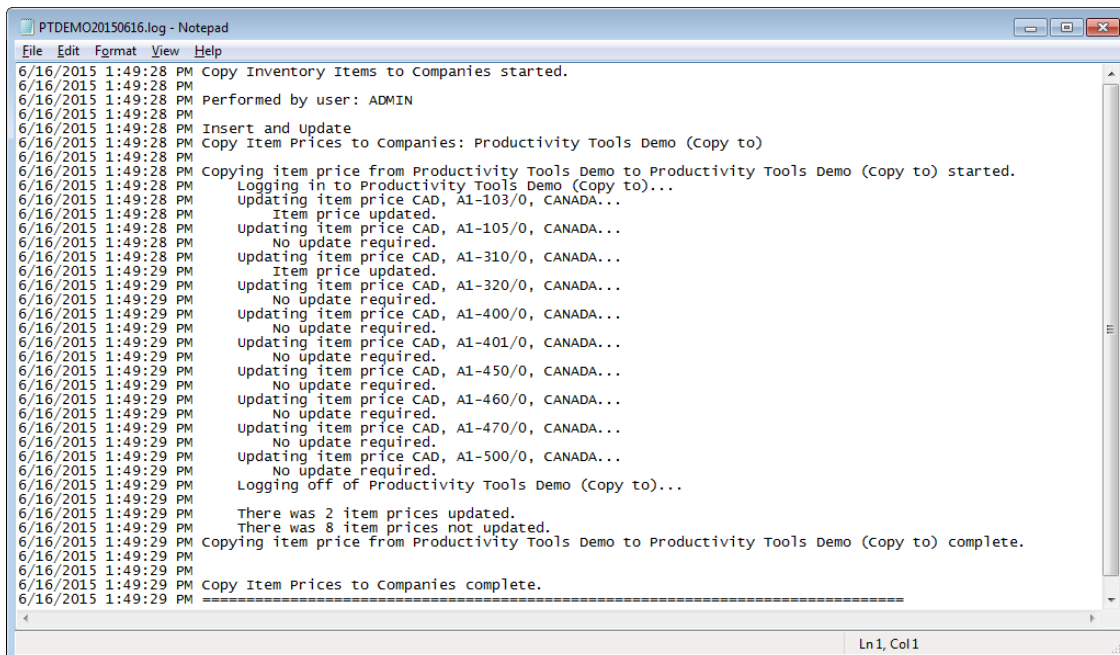 PTDEMO20150616.log - Notepad
File Edit Format View Help
6/16/2015 1:49:28 PM Copy Inventory Items to Companies started.
6/16/2015 1:49:28 PM
6/16/2015 1:49:28 PM Performed by user: ADMIN
6/16/2015 1:49:28 PM
6/16/2015 1:49:28 PM Insert and Update
6/16/2015 1:49:28 PM Copy Item Prices to Companies: Productivity Tools Demo (Copy to)
6/16/2015 1:49:28 PM
6/16/2015 1:49:28 PM Copying item price from Productivity Tools Demo to Productivity Tools Demo (Copy to) started.
6/16/2015 1:49:28 PM Logging in to Productivity Tools Demo (Copy to)...
6/16/2015 1:49:28 PM Updating item price CAD, A1-103/0, CANADA...
6/16/2015 1:49:28 PM Item price updated.
6/16/2015 1:49:28 PM Updating item price CAD, A1-105/0, CANADA...
6/16/2015 1:49:28 PM No update required.
6/16/2015 1:49:28 PM Updating item price CAD, A1-310/0, CANADA...
6/16/2015 1:49:29 PM Item price updated.
6/16/2015 1:49:29 PM Updating item price CAD, A1-320/0, CANADA...
6/16/2015 1:49:29 PM No update required.
6/16/2015 1:49:29 PM Updating item price CAD, A1-400/0, CANADA...
6/16/2015 1:49:29 PM No update required.
6/16/2015 1:49:29 PM Updating item price CAD, A1-401/0, CANADA...
6/16/2015 1:49:29 PM No update required.
6/16/2015 1:49:29 PM Updating item price CAD, A1-450/0, CANADA...
6/16/2015 1:49:29 PM No update required.
6/16/2015 1:49:29 PM Updating item price CAD, A1-460/0, CANADA...
6/16/2015 1:49:29 PM No update required.
6/16/2015 1:49:29 PM Updating item price CAD, A1-470/0, CANADA...
6/16/2015 1:49:29 PM No update required.
6/16/2015 1:49:29 PM Updating item price CAD, A1-500/0, CANADA...
6/16/2015 1:49:29 PM No update required.
6/16/2015 1:49:29 PM Logging off of Productivity Tools Demo (Copy to)...
6/16/2015 1:49:29 PM
6/16/2015 1:49:29 PM There was 2 item prices updated.
6/16/2015 1:49:29 PM There was 8 item prices not updated.
6/16/2015 1:49:29 PM Copying item price from Productivity Tools Demo to Productivity Tools Demo (Copy to) complete.
6/16/2015 1:49:29 PM
6/16/2015 1:49:29 PM
6/16/2015 1:49:29 PM Copy Item Prices to Companies complete.
6/16/2015 1:49:29 PM ================================================================================
Ln 1, Col 1